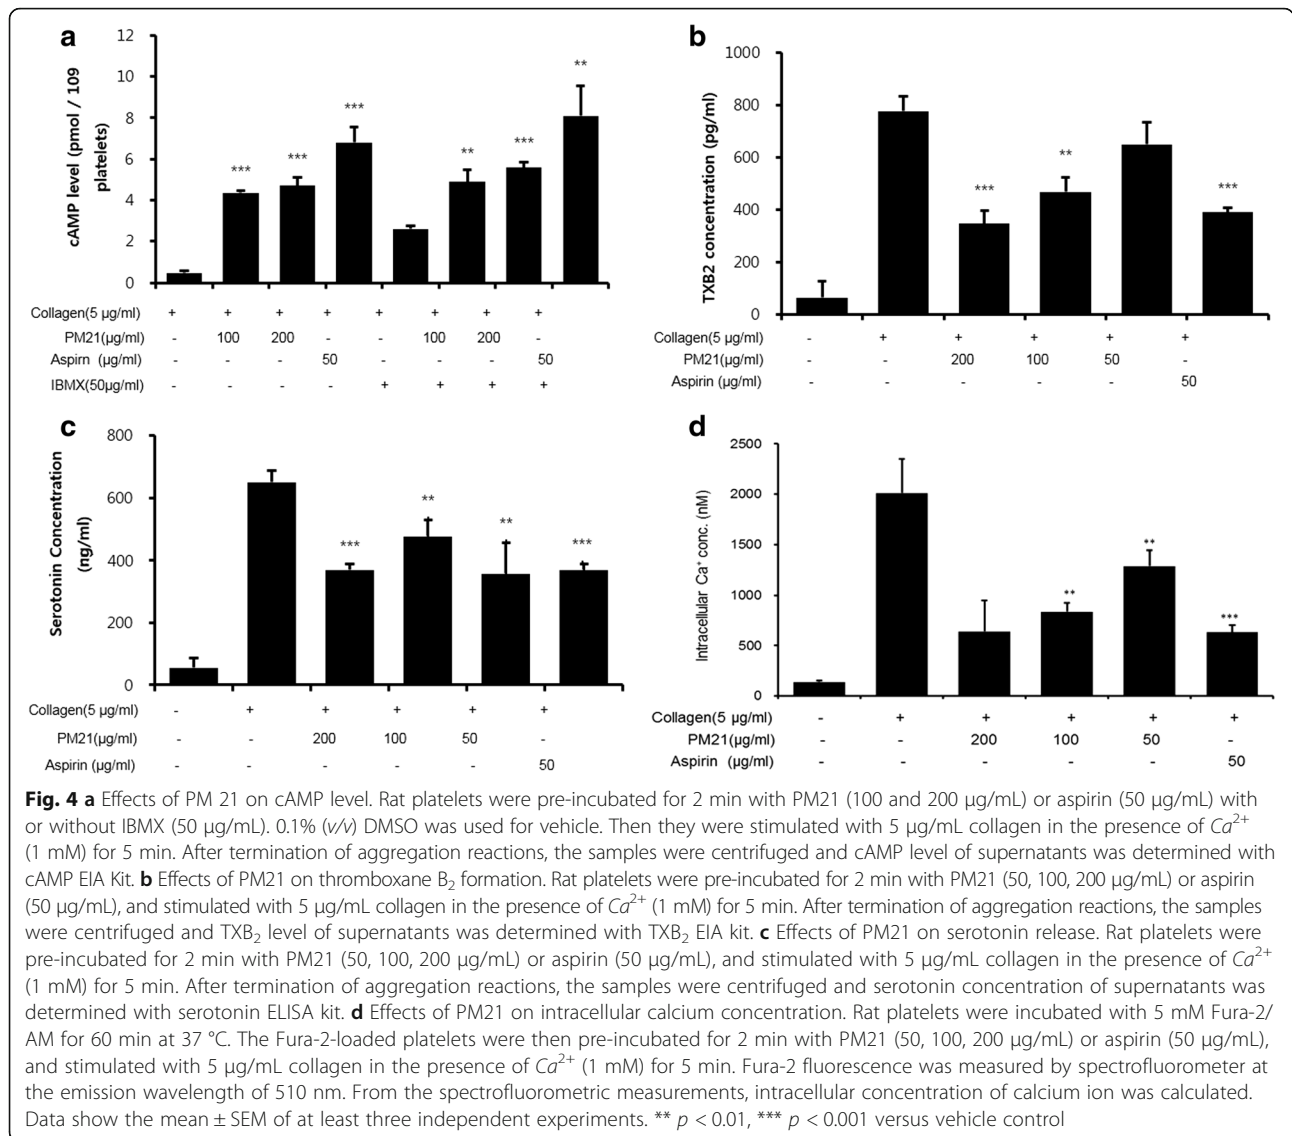 a
cAMP level (pmol / 109
platelets)
12
10
8
6
4
2
0
*** *** *** ** *** **
Collagen(5 µg/ml) + + + + + + + +
PM21(µg/ml) - 100 200 - - 100 200 -
Aspirn (µg/ml) - - - 50 - - - 50
IBMX(50µg/ml) - - - - + + + +
b
TXB2 concentration (pg/ml)
1000
800
600
400
200
0
*** ** ***
Collagen(5 µg/ml) - + + + + +
PM21(µg/ml) - - 200 100 50 -
Aspirin (µg/ml) - - - - - 50
c
Serotonin Concentration
(ng/ml)
800
600
400
200
0
*** ** ** ***
Collagen(5 µg/ml) - + + + + +
PM21(µg/ml) - - 200 100 50 -
Aspirin (µg/ml) - - - - - 50
d
Intracellular Ca⁺ conc. (nM)
2500
2000
1500
1000
500
0
** ** ***
Collagen(5 µg/ml) - + + + + +
PM21(µg/ml) - - 200 100 50 -
Aspirin (µg/ml) - - - - - 50
Fig. 4 a Effects of PM 21 on cAMP level. Rat platelets were pre-incubated for 2 min with PM21 (100 and 200 µg/mL) or aspirin (50 µg/mL) with
or without IBMX (50 µg/mL). 0.1% (v/v) DMSO was used for vehicle. Then they were stimulated with 5 µg/mL collagen in the presence of Ca²⁺
(1 mM) for 5 min. After termination of aggregation reactions, the samples were centrifuged and cAMP level of supernatants was determined with
cAMP EIA Kit. b Effects of PM21 on thromboxane B₂ formation. Rat platelets were pre-incubated for 2 min with PM21 (50, 100, 200 µg/mL) or aspirin
(50 µg/mL), and stimulated with 5 µg/mL collagen in the presence of Ca²⁺ (1 mM) for 5 min. After termination of aggregation reactions, the samples
were centrifuged and TXB₂ level of supernatants was determined with TXB₂ EIA kit. c Effects of PM21 on serotonin release. Rat platelets were
pre-incubated for 2 min with PM21 (50, 100, 200 µg/mL) or aspirin (50 µg/mL), and stimulated with 5 µg/mL collagen in the presence of Ca²⁺
(1 mM) for 5 min. After termination of aggregation reactions, the samples were centrifuged and serotonin concentration of supernatants was
determined with serotonin ELISA kit. d Effects of PM21 on intracellular calcium concentration. Rat platelets were incubated with 5 mM Fura-2/
AM for 60 min at 37 °C. The Fura-2-loaded platelets were then pre-incubated for 2 min with PM21 (50, 100, 200 µg/mL) or aspirin (50 µg/mL),
and stimulated with 5 µg/mL collagen in the presence of Ca²⁺ (1 mM) for 5 min. Fura-2 fluorescence was measured by spectrofluorometer at
the emission wavelength of 510 nm. From the spectrofluorometric measurements, intracellular concentration of calcium ion was calculated.
Data show the mean ± SEM of at least three independent experiments. ** p < 0.01, *** p < 0.001 versus vehicle control